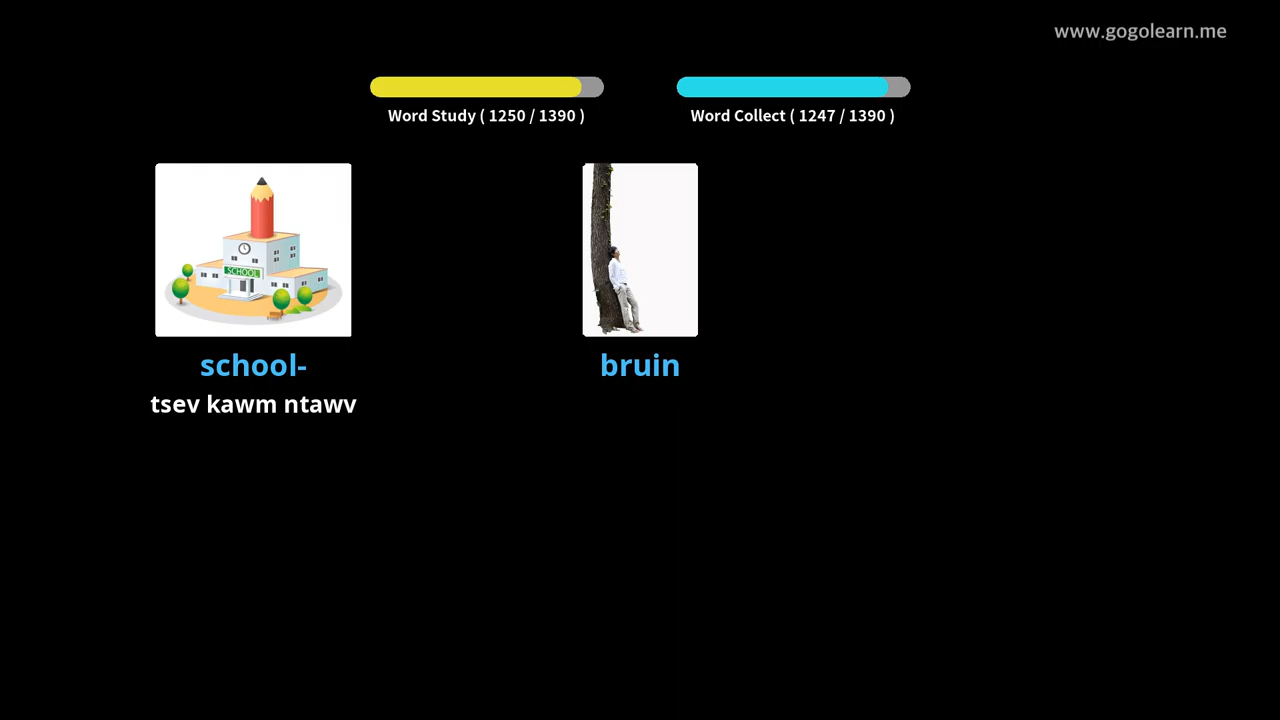 www.gogolearn.me
Word Study ( 1250 / 1390 )
Word Collect ( 1247 / 1390 )
SCHOOL
school-
tsev kawm ntawv
bruin